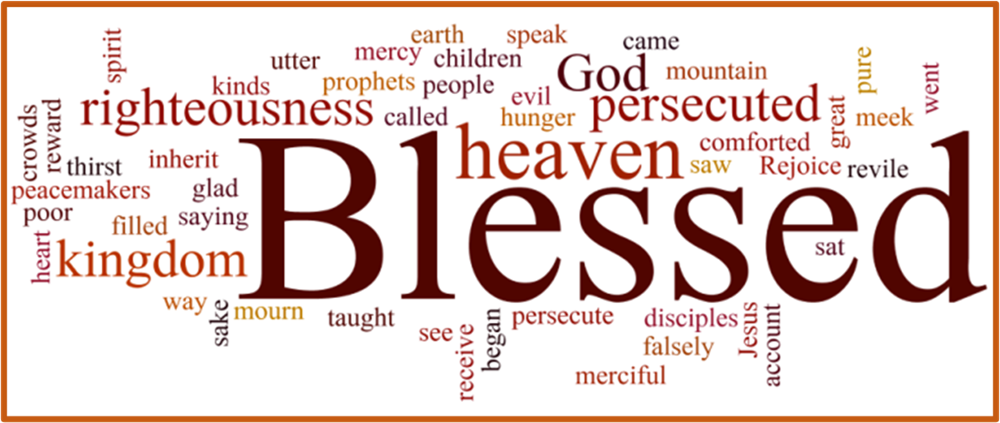 earth
speak
came
spirit
utter
mercy
children
God
mountain
pure
went
kinds
prophets
people
evil
righteousness
called
hunger
persecuted
great
meek
crowds
reward
thirst
inherit
heaven
comforted
saw
Rejoice
revile
peacemakers
glad
Blessed
poor
filled
saying
heart
kingdom
sat
way
sake
mourn
taught
see
receive
began
persecute
disciples
Jesus
account
falsely
merciful